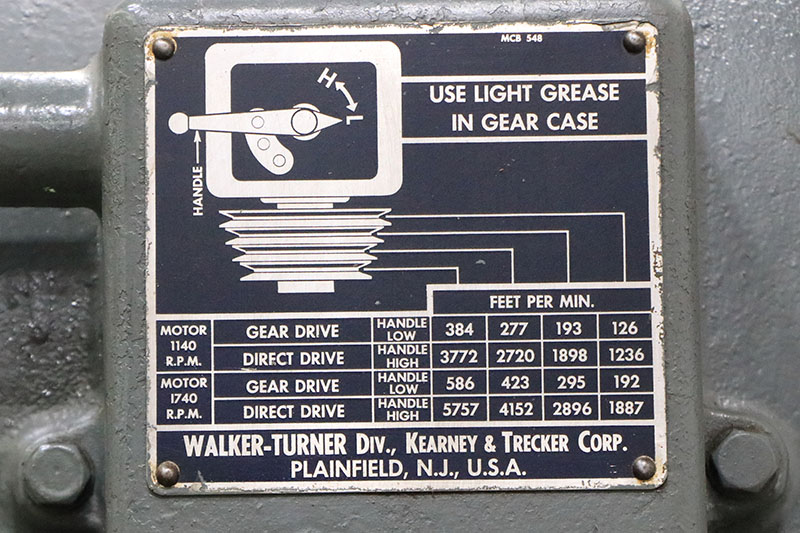 MCB 548
H
L
HANDLE
USE LIGHT GREASE
IN GEAR CASE
FEET PER MIN.
MOTOR 1140 R.P.M. GEAR DRIVE HANDLE LOW 384 277 193 126
DIRECT DRIVE HANDLE HIGH 3772 2720 1898 1236
MOTOR 1740 R.P.M. GEAR DRIVE HANDLE LOW 586 423 295 192
DIRECT DRIVE HANDLE HIGH 5757 4152 2896 1887
WALKER-TURNER DIV., KEARNEY & TRECKER CORP.
PLAINFIELD, N.J., U.S.A.